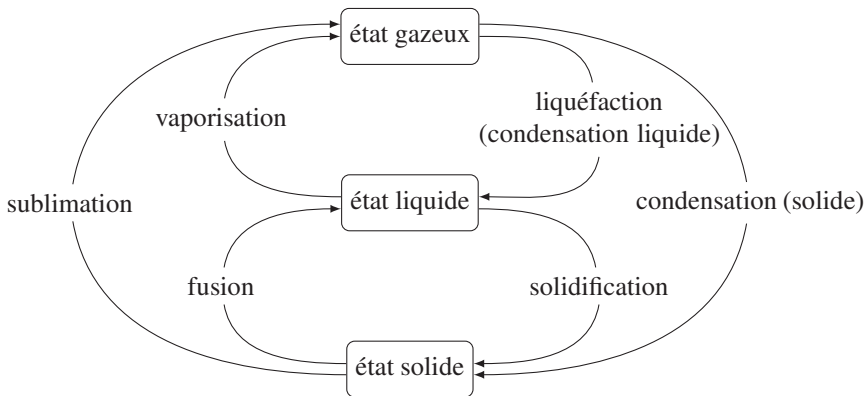 état gazeux
vaporisation
liquéfaction
(condensation liquide)
sublimation
état liquide
condensation (solide)
fusion
solidification
état solide